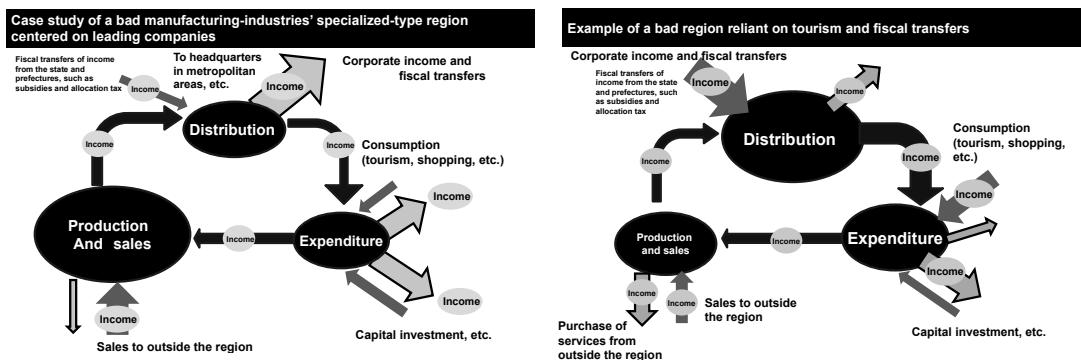 Case study of a bad manufacturing-industries' specialized-type region
centered on leading companies
Fiscal transfers of income
from the state and
prefectures, such as
subsidies and allocation tax
Income
To headquarters
in metropolitan
areas, etc.
Income
Corporate income and
fiscal transfers
Distribution
Income
Income
Consumption
(tourism, shopping, etc.)
Income
Production
And sales
Income
Expenditure
Income
Income
Sales to outside the region
Capital investment, etc.
Example of a bad region reliant on tourism and fiscal transfers
Corporate income and fiscal transfers
Fiscal transfers of
income from the state
and prefectures, such
as subsidies and
allocation tax
Income
Income
Distribution
Income
Income
Consumption
(tourism, shopping,
etc.)
Income
Production
and sales
Income
Expenditure
Income
Income
Income
Sales to outside
the region
Purchase of
services from
outside the region
Capital investment, etc.